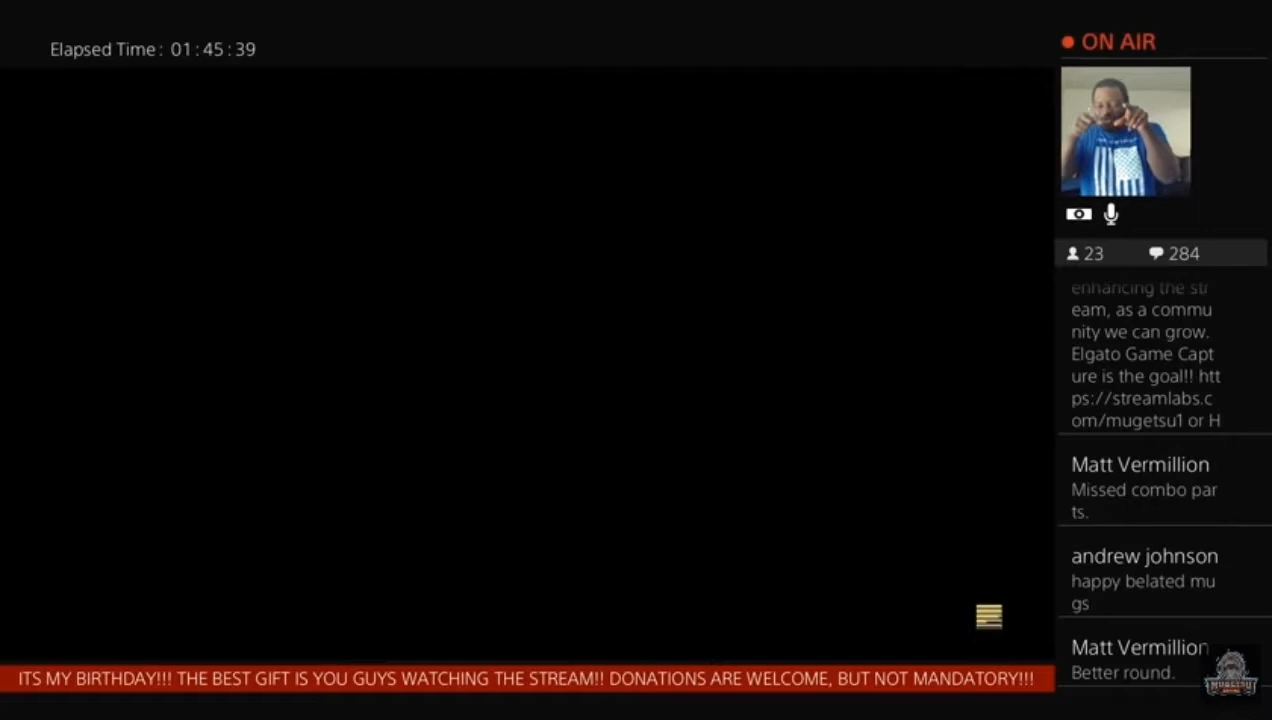 Elapsed Time: 01:45:39
ON AIR
23 284
enhancing the str
eam, as a commu
nity we can grow.
Elgato Game Capt
ure is the goal!! htt
ps://streamlabs.c
om/mugetsu1 or H
Matt Vermillion
Missed combo par
ts.
andrew johnson
happy belated mu
gs
Matt Vermillion
Better round.
MUGETSU
ITS MY BIRTHDAY!!! THE BEST GIFT IS YOU GUYS WATCHING THE STREAM!! DONATIONS ARE WELCOME, BUT NOT MANDATORY!!!